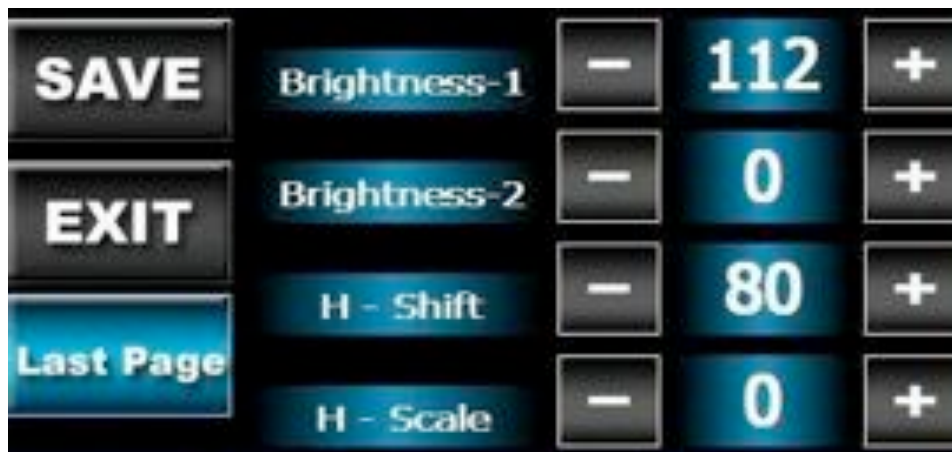 SAVE
EXIT
Last Page
Brightness-1 - 112 +
Brightness-2 - 0 +
H - Shift - 80 +
H - Scale - 0 +